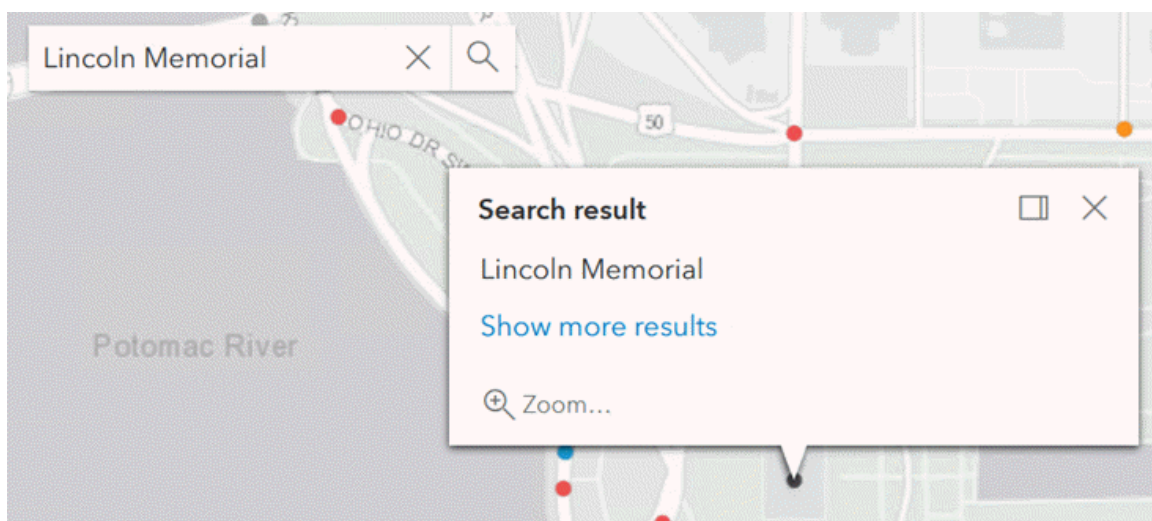 Lincoln Memorial
50
OHIO DR SW
Search result
Lincoln Memorial
Show more results
Potomac River
Zoom...